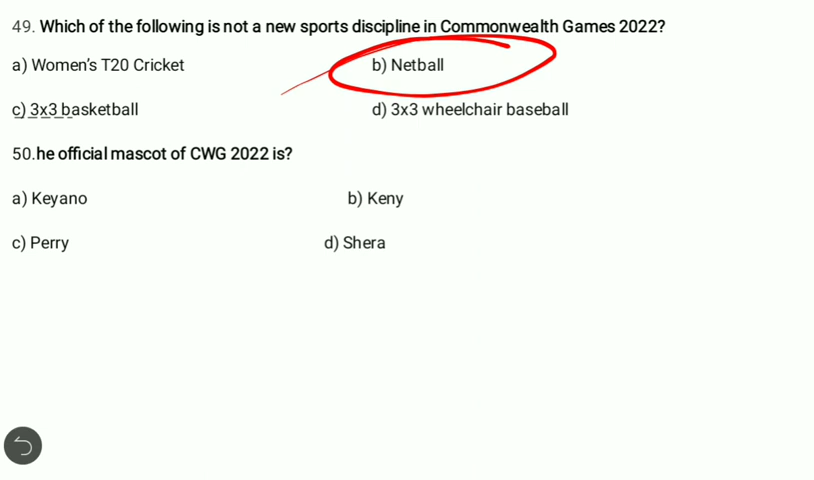 49. Which of the following is not a new sports discipline in Commonwealth Games 2022?
a) Women's T20 Cricket b) Netball
c) 3x3 basketball d) 3x3 wheelchair baseball
50.he official mascot of CWG 2022 is?
a) Keyano b) Keny
c) Perry d) Shera